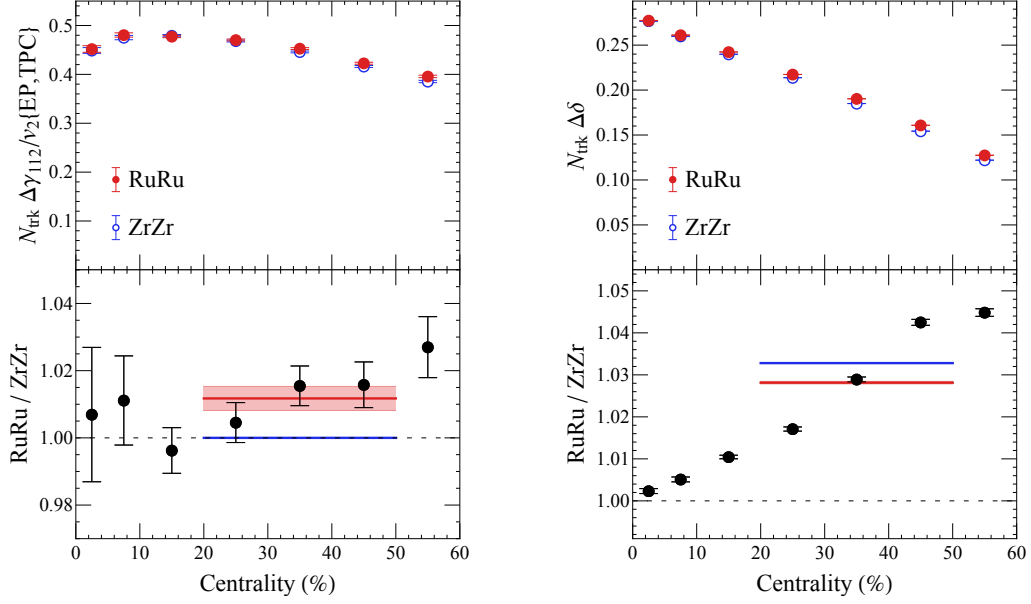 N_trk Δγ_112/v_2{EP,TPC}
0.5
0.4
0.3
0.2
0.1
RuRu
ZrZr
RuRu / ZrZr
1.04
1.02
1.00
0.98
0 10 20 30 40 50 60
Centrality (%)
N_trk Δδ
0.25
0.20
0.15
0.10
RuRu
ZrZr
RuRu / ZrZr
1.05
1.04
1.03
1.02
1.01
1.00
0 10 20 30 40 50 60
Centrality (%)